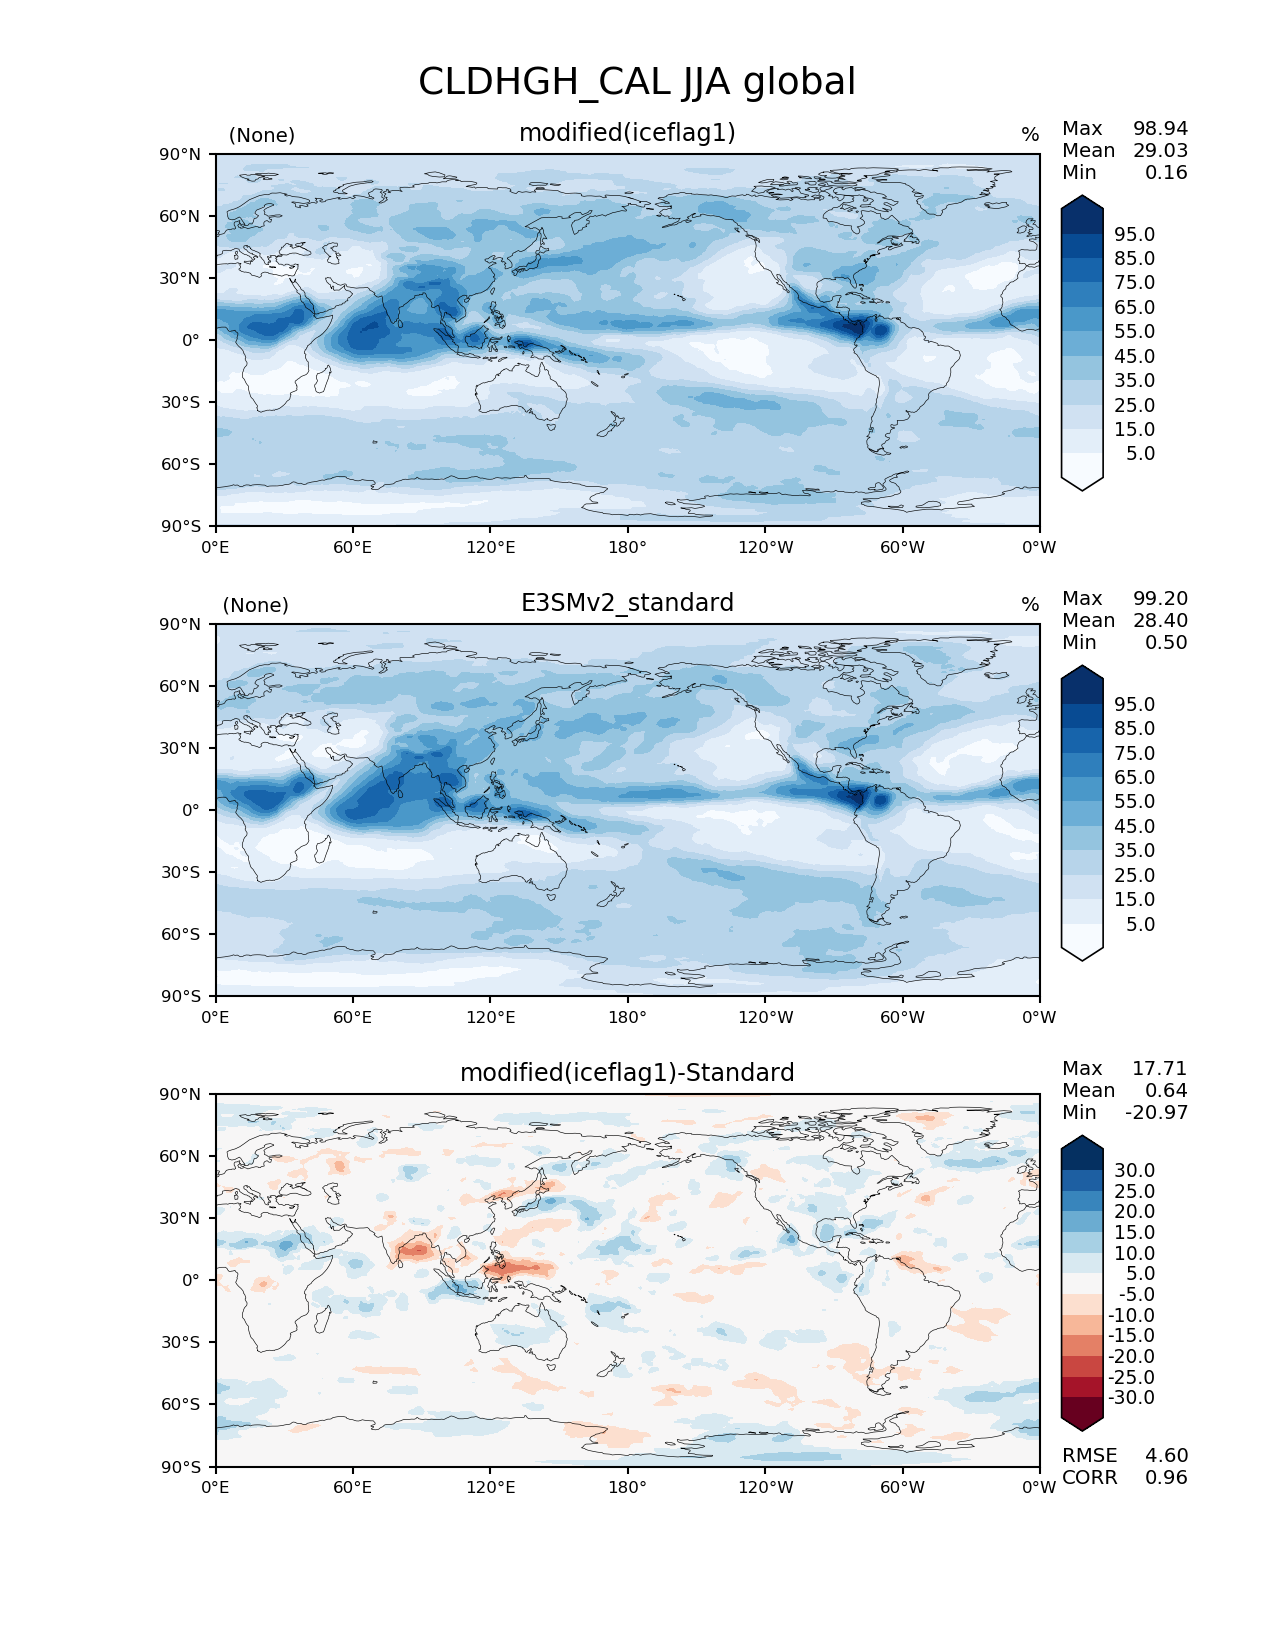 CLDHGH_CAL JJA global
(None) modified(iceflag1) %
Max 98.94
Mean 29.03
Min 0.16
90°N
60°N
30°N
0°
30°S
60°S
90°S
0°E 60°E 120°E 180° 120°W 60°W 0°W
95.0
85.0
75.0
65.0
55.0
45.0
35.0
25.0
15.0
5.0
(None) E3SMv2_standard %
Max 99.20
Mean 28.40
Min 0.50
90°N
60°N
30°N
0°
30°S
60°S
90°S
0°E 60°E 120°E 180° 120°W 60°W 0°W
95.0
85.0
75.0
65.0
55.0
45.0
35.0
25.0
15.0
5.0
modified(iceflag1)-Standard
Max 17.71
Mean 0.64
Min -20.97
90°N
60°N
30°N
0°
30°S
60°S
90°S
0°E 60°E 120°E 180° 120°W 60°W 0°W
30.0
25.0
20.0
15.0
10.0
5.0
-5.0
-10.0
-15.0
-20.0
-25.0
-30.0
RMSE 4.60
CORR 0.96